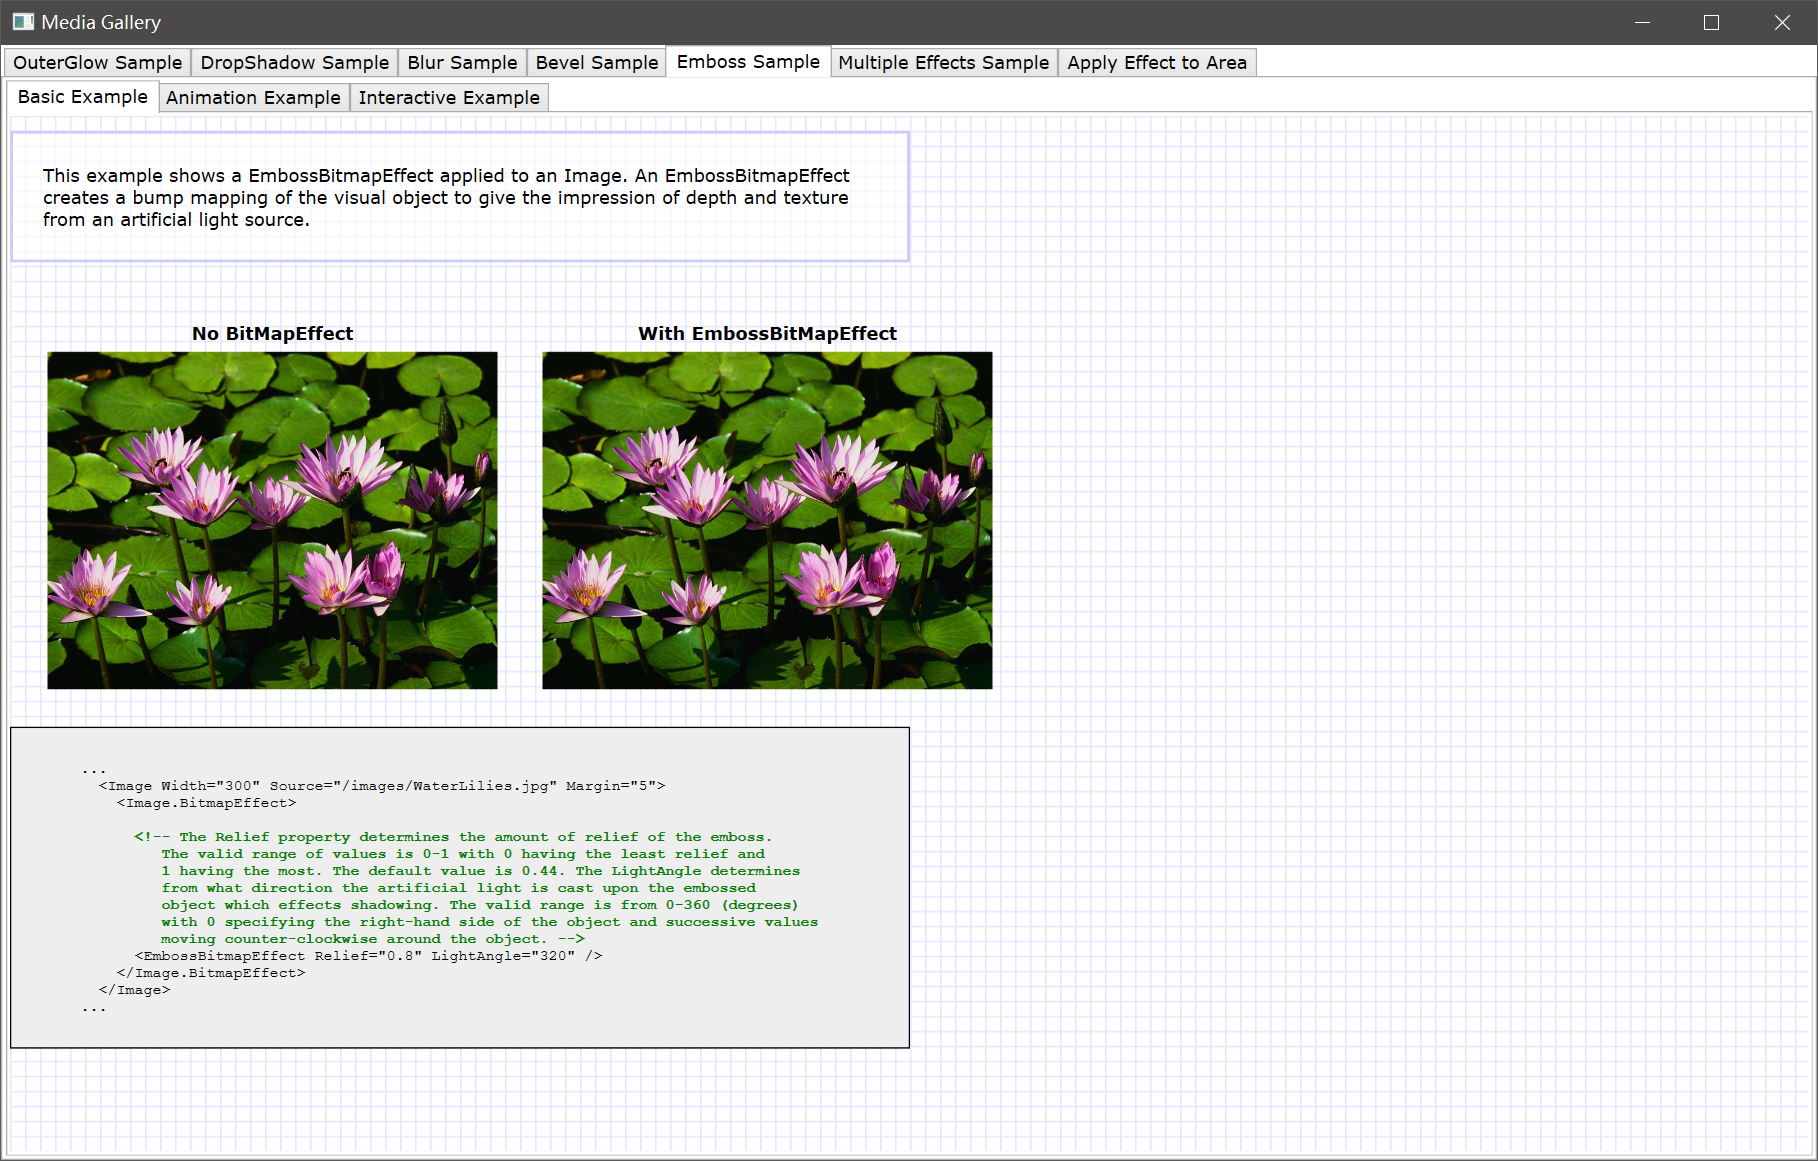 Media Gallery
OuterGlow Sample DropShadow Sample Blur Sample Bevel Sample Emboss Sample Multiple Effects Sample Apply Effect to Area
Basic Example Animation Example Interactive Example
This example shows a EmbossBitmapEffect applied to an Image. An EmbossBitmapEffect
creates a bump mapping of the visual object to give the impression of depth and texture
from an artificial light source.
No BitMapEffect With EmbossBitMapEffect
...
<Image Width="300" Source="/images/WaterLilies.jpg" Margin="5">
<Image.BitmapEffect>
<!-- The Relief property determines the amount of relief of the emboss.
The valid range of values is 0-1 with 0 having the least relief and
1 having the most. The default value is 0.44. The LightAngle determines
from what direction the artificial light is cast upon the embossed
object which effects shadowing. The valid range is from 0-360 (degrees)
with 0 specifying the right-hand side of the object and successive values
moving counter-clockwise around the object. -->
<EmbossBitmapEffect Relief="0.8" LightAngle="320" />
</Image.BitmapEffect>
</Image>
...